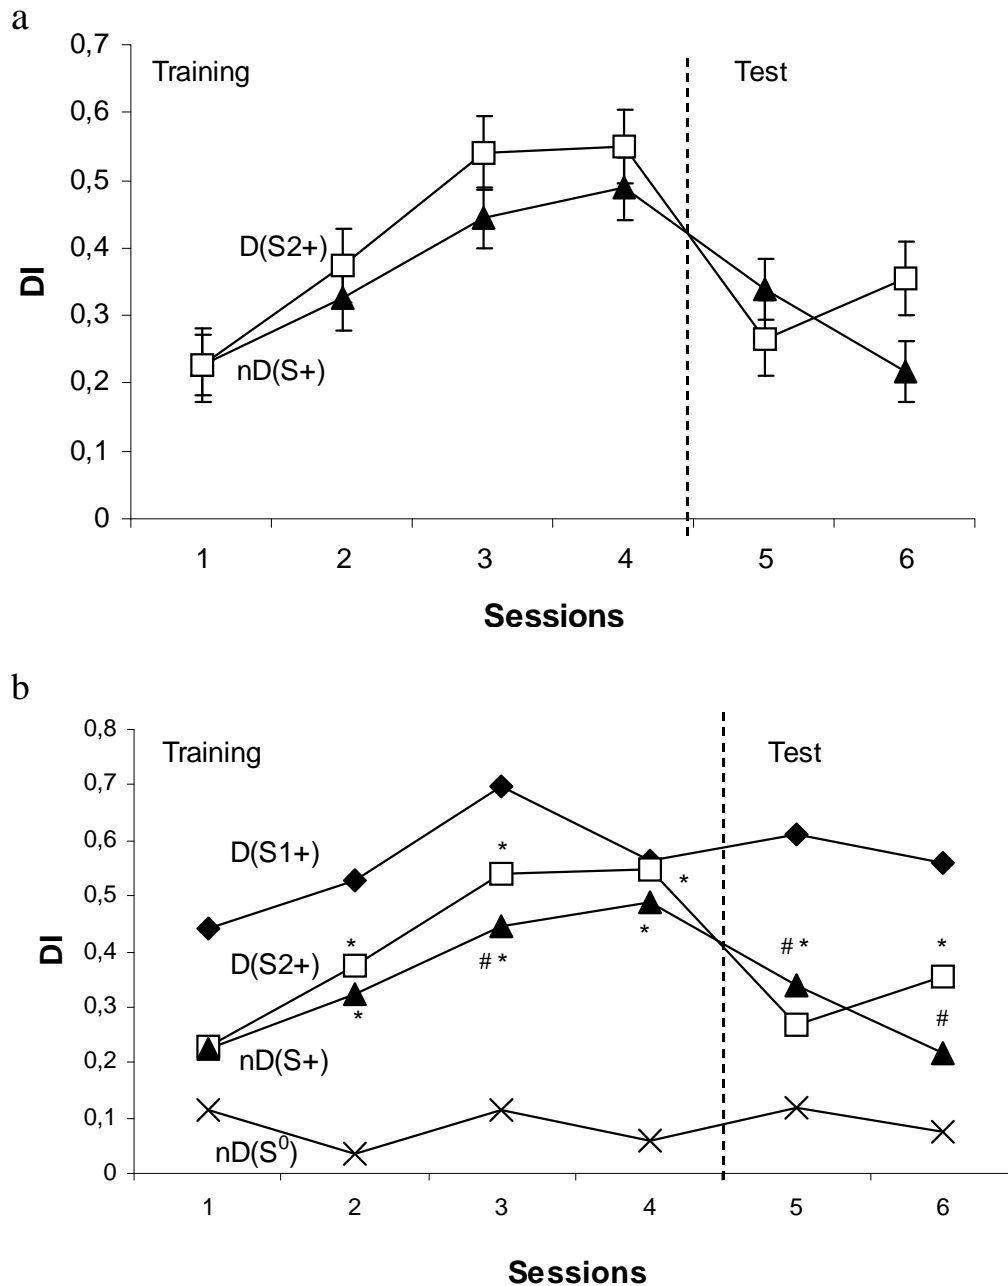 a
0,7
Training Test
0,6
0,5
0,4
D(S2+)
DI
0,3
nD(S+)
0,2
0,1
0
1 2 3 4 5 6
Sessions
b
0,8
Training Test
0,7
0,6
D(S1+)
*
0,5
*
DI
0,4
* * # * *
D(S2+)
# *
0,3
*
#
0,2
nD(S+)
0,1
nD(S⁰)
0
1 2 3 4 5 6
Sessions